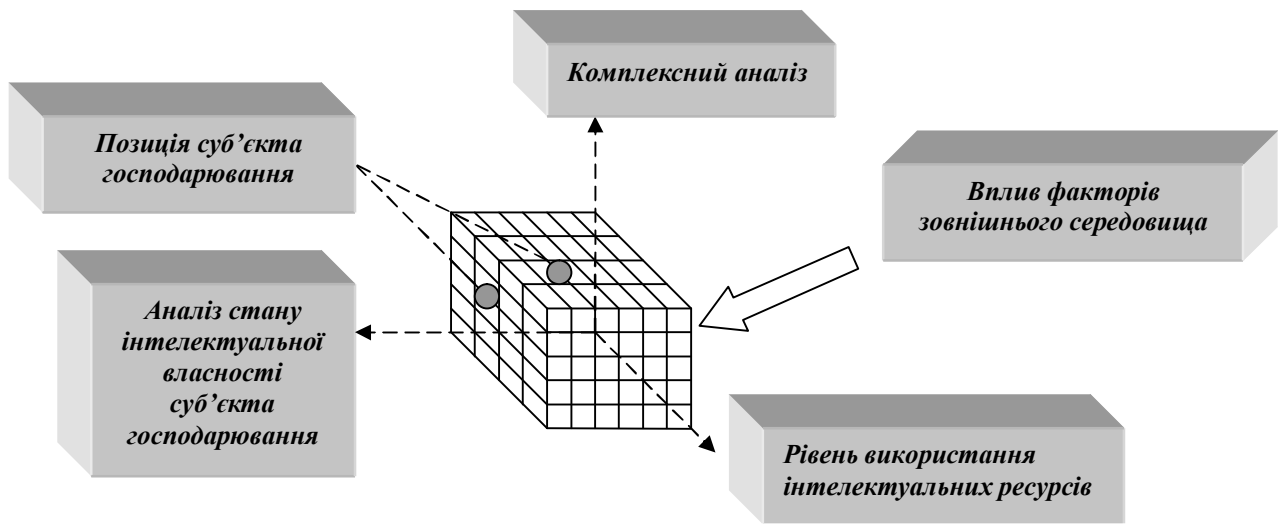 Комплексний аналіз
Позиція суб’єкта
господарювання
Вплив факторів
зовнішнього середовища
Аналіз стану
інтелектуальної
власності
суб’єкта
господарювання
Рівень використання
інтелектуальних ресурсів